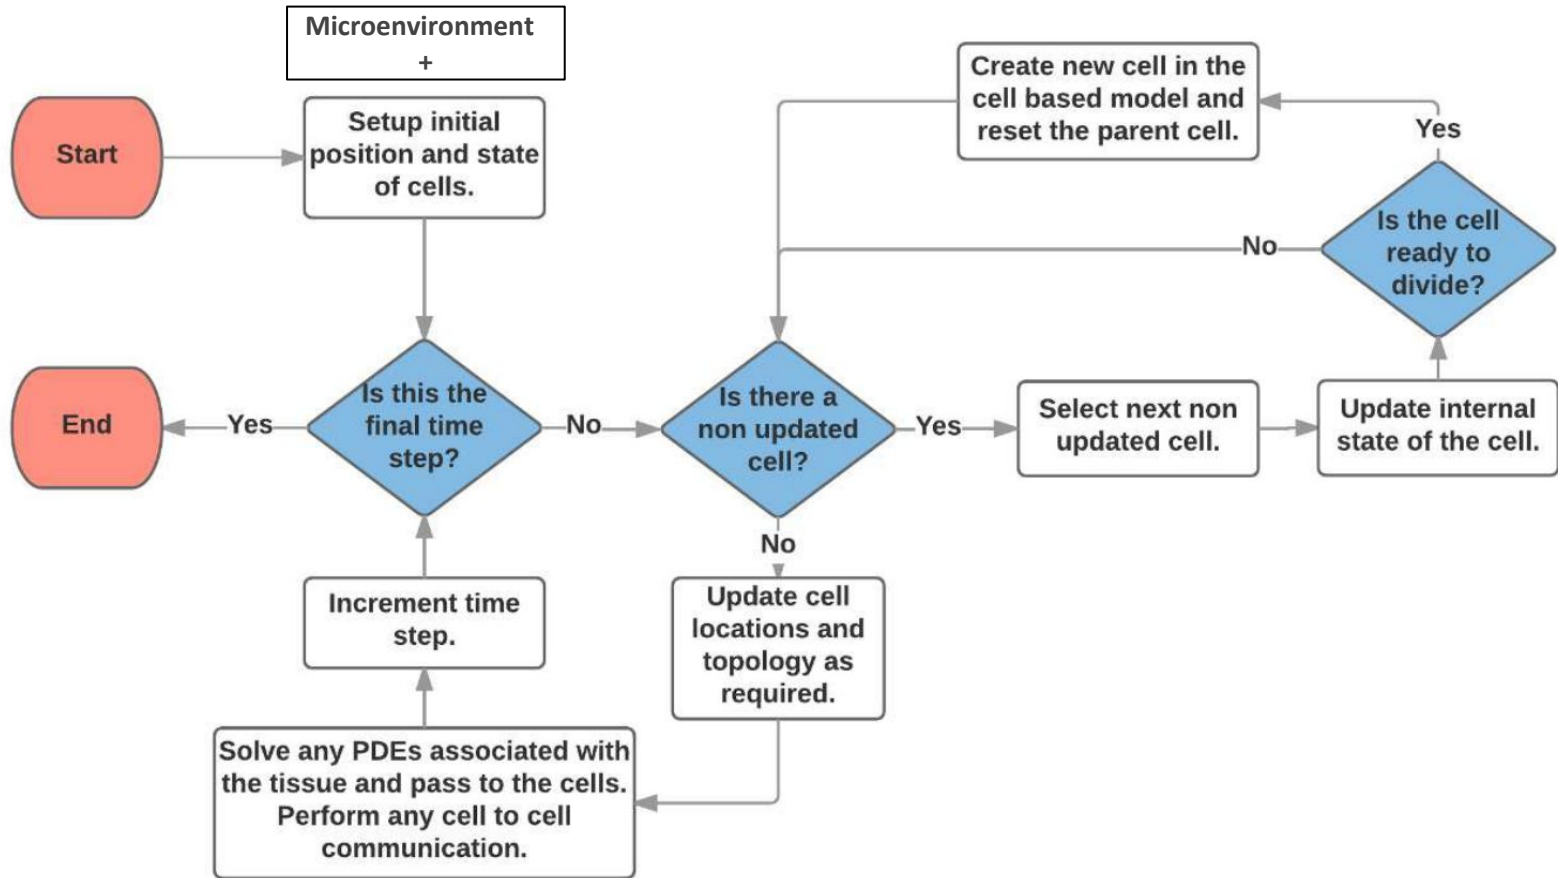 Microenvironment
+
Start
Setup initial
position and state
of cells.
Create new cell in the
cell based model and
reset the parent cell.
Yes
Is the cell
ready to
divide?
No
End
Yes
Is this the
final time
step?
No
Is there a
non updated
cell?
Yes
Select next non
updated cell.
Update internal
state of the cell.
No
Update cell
locations and
topology as
required.
Increment time
step.
Solve any PDEs associated with
the tissue and pass to the cells.
Perform any cell to cell
communication.